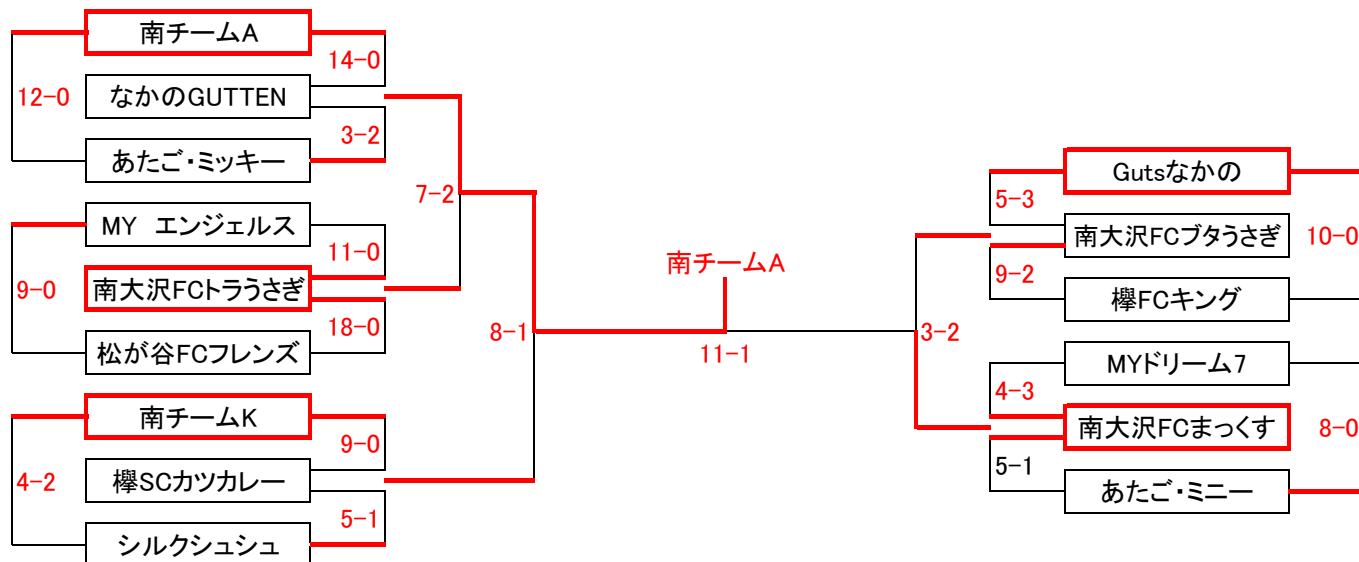 南チームA
14-0
12-0
なかのGUTTEN
3-2
あたご・ミッキー
7-2
MY エンジェルス
11-0
9-0
南大沢FCトラうさぎ
18-0
松が谷FCフレンズ
8-1
南チームK
9-0
4-2
欅SCカツカレー
5-1
シルクシュシュ
南チームA
11-1
Gutsなかの
5-3
南大沢FCブタうさぎ
10-0
9-2
欅FCキング
3-2
MYドリーム7
4-3
南大沢FCまっくす
8-0
5-1
あたご・ミニー